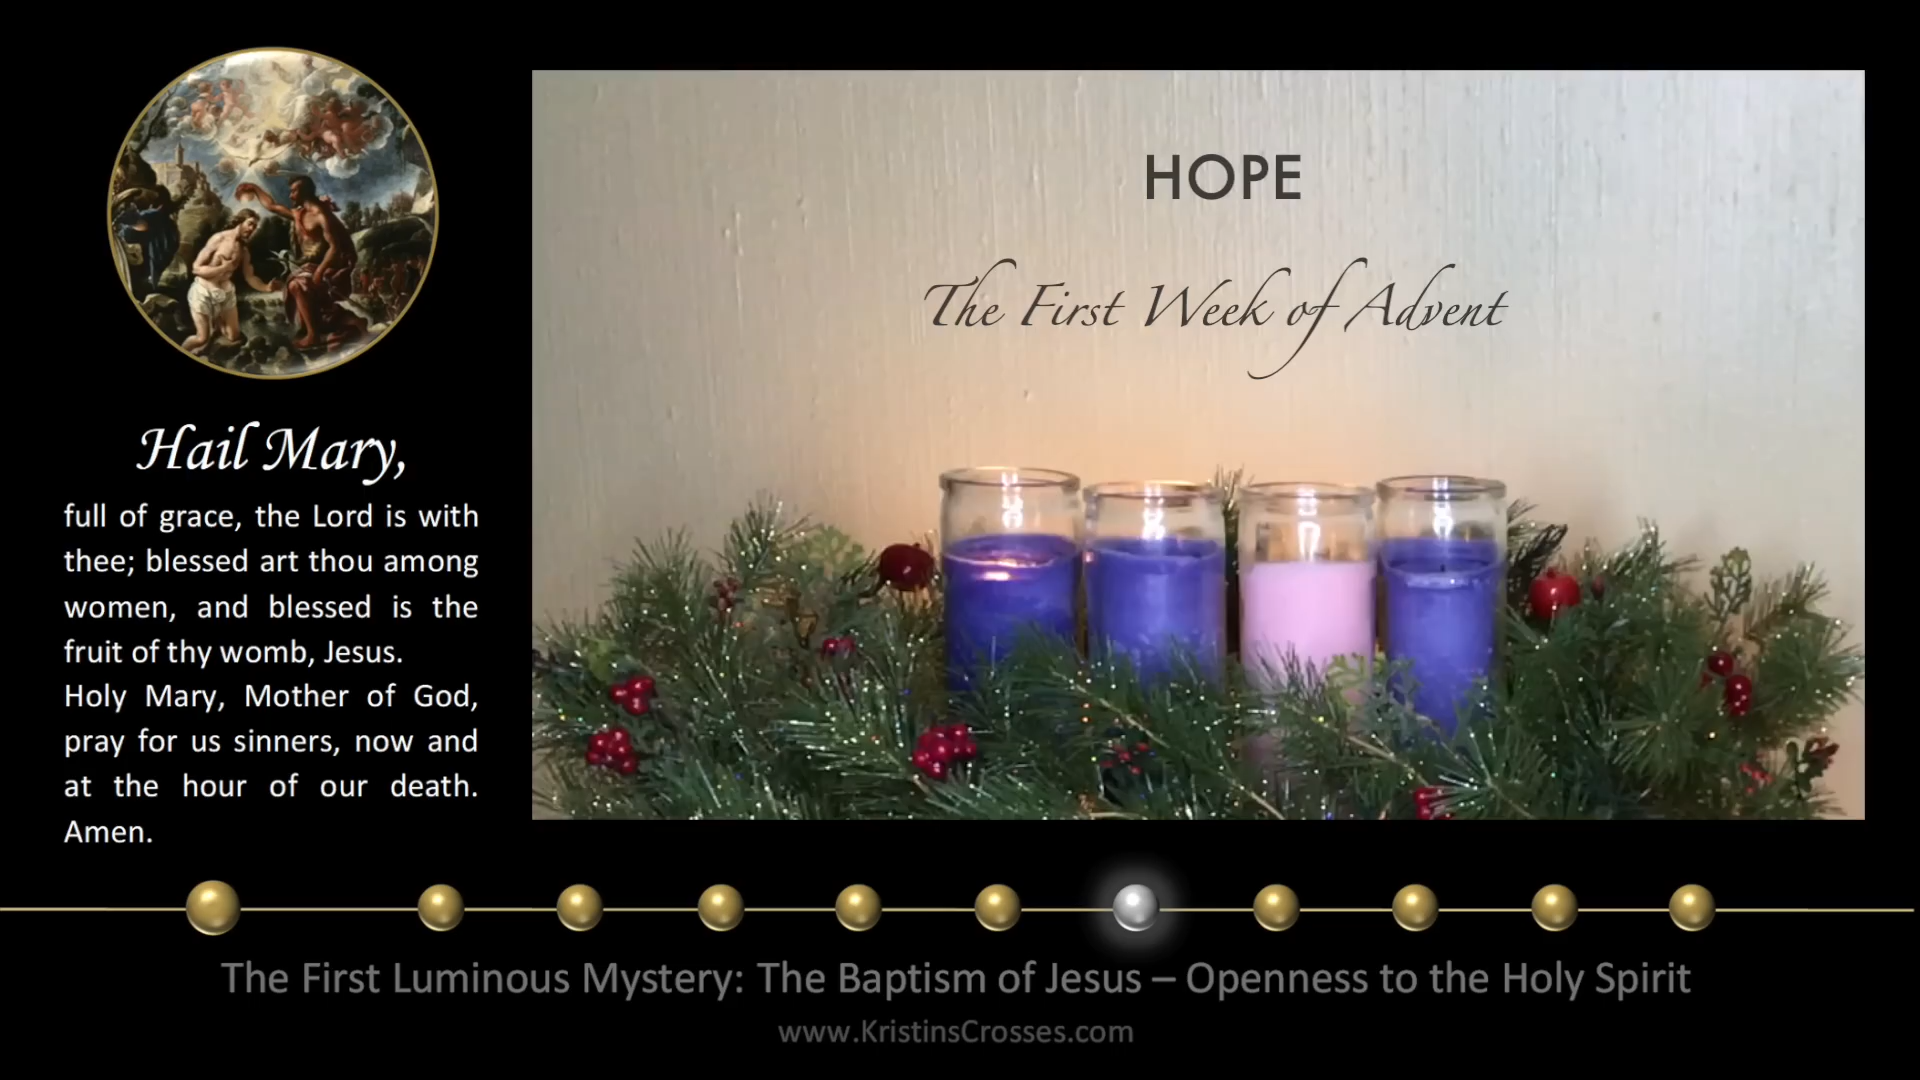 HOPE
The First Week of Advent
Hail Mary,
full of grace, the Lord is with
thee; blessed art thou among
women, and blessed is the
fruit of thy womb, Jesus.
Holy Mary, Mother of God,
pray for us sinners, now and
at the hour of our death.
Amen.
The First Luminous Mystery: The Baptism of Jesus – Openness to the Holy Spirit
www.KristinsCrosses.com